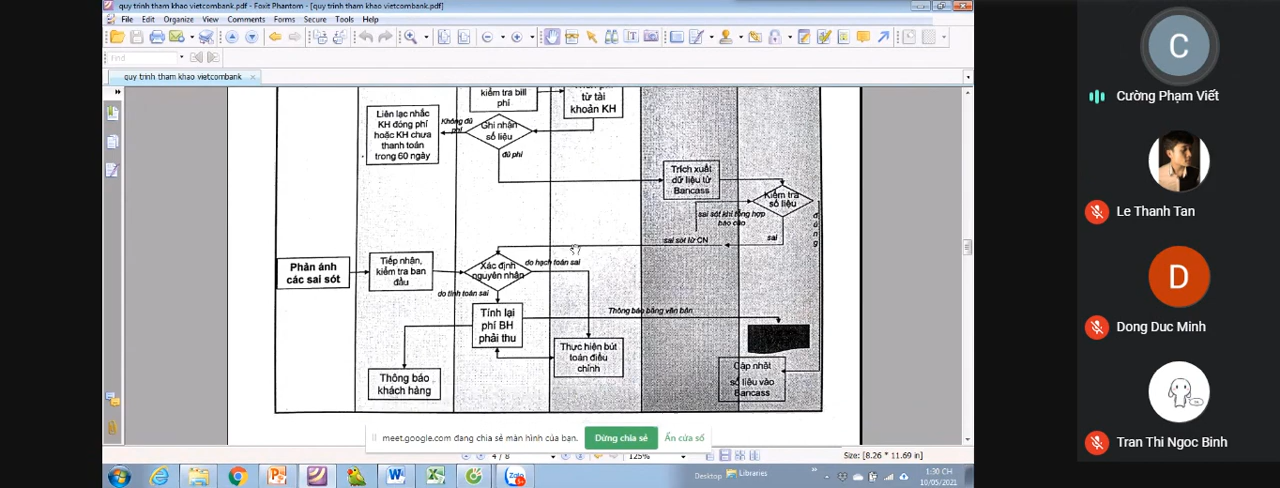 quy trinh tham khao vietcombank.pdf - Foxit Phantom - [quy trinh tham khao vietcombank.pdf]
File Edit Organize View Comments Forms Secure Tools Help
Find
quy trinh tham khao vietcombank
kiểm tra bill
phí
từ tài
khoản KH
Liên lạc nhắc
KH đóng phí
hoặc KH chưa
thanh toán
trong 60 ngày
Không đủ
phí
Ghi nhận
số liệu
đủ phí
Trích xuất
dữ liệu từ
Bancass
Kiểm tra
số liệu
sai sót khi tổng hợp
báo cáo
đúng
sai sót từ CN
sai
Phản ánh
các sai sót
Tiếp nhận,
kiểm tra ban
đầu
Xác định
nguyên nhân
do hạch toán sai
do tính toán sai
Tính lại
phí BH
phải thu
Thông báo bằng văn bản
Thực hiện bút
toán điều
chỉnh
Cập nhật
số liệu vào
Bancass
Thông báo
khách hàng
meet.google.com đang chia sẻ màn hình của bạn.
Dừng chia sẻ
Ẩn cửa sổ
4 / 8
125%
Size: [8.26 * 11.69 in]
Desktop
Libraries
1:30 CH
10/05/2021
C
Cường Phạm Viết
Le Thanh Tan
D
Dong Duc Minh
Tran Thi Ngoc Binh